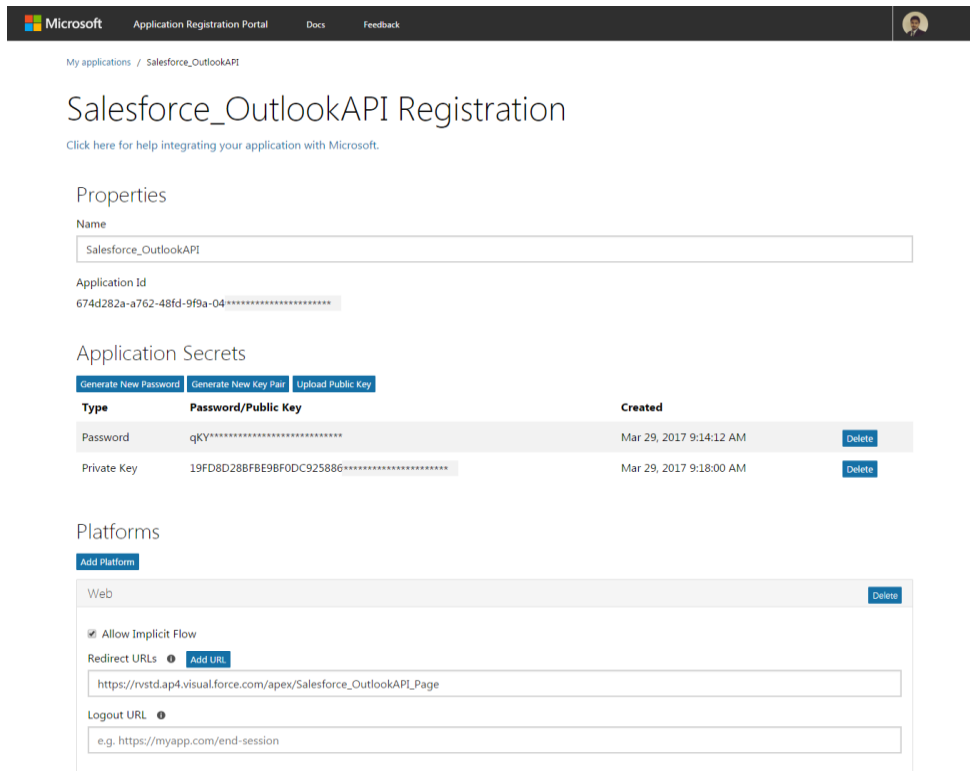 Microsoft Application Registration Portal Docs Feedback
My applications / Salesforce_OutlookAPI
Salesforce_OutlookAPI Registration
Click here for help integrating your application with Microsoft.
Properties
Name
Salesforce_OutlookAPI
Application Id
674d282a-a762-48fd-9f9a-04**********************
Application Secrets
Generate New Password Generate New Key Pair Upload Public Key
Type Password/Public Key Created
Password qKY**************************** Mar 29, 2017 9:14:12 AM Delete
Private Key 19FD8D28BFBE9BF0DC925886********************** Mar 29, 2017 9:18:00 AM Delete
Platforms
Add Platform
Web Delete
Allow Implicit Flow
Redirect URLs Add URL
https://rvstd.ap4.visual.force.com/apex/Salesforce_OutlookAPI_Page
Logout URL
e.g. https://myapp.com/end-session